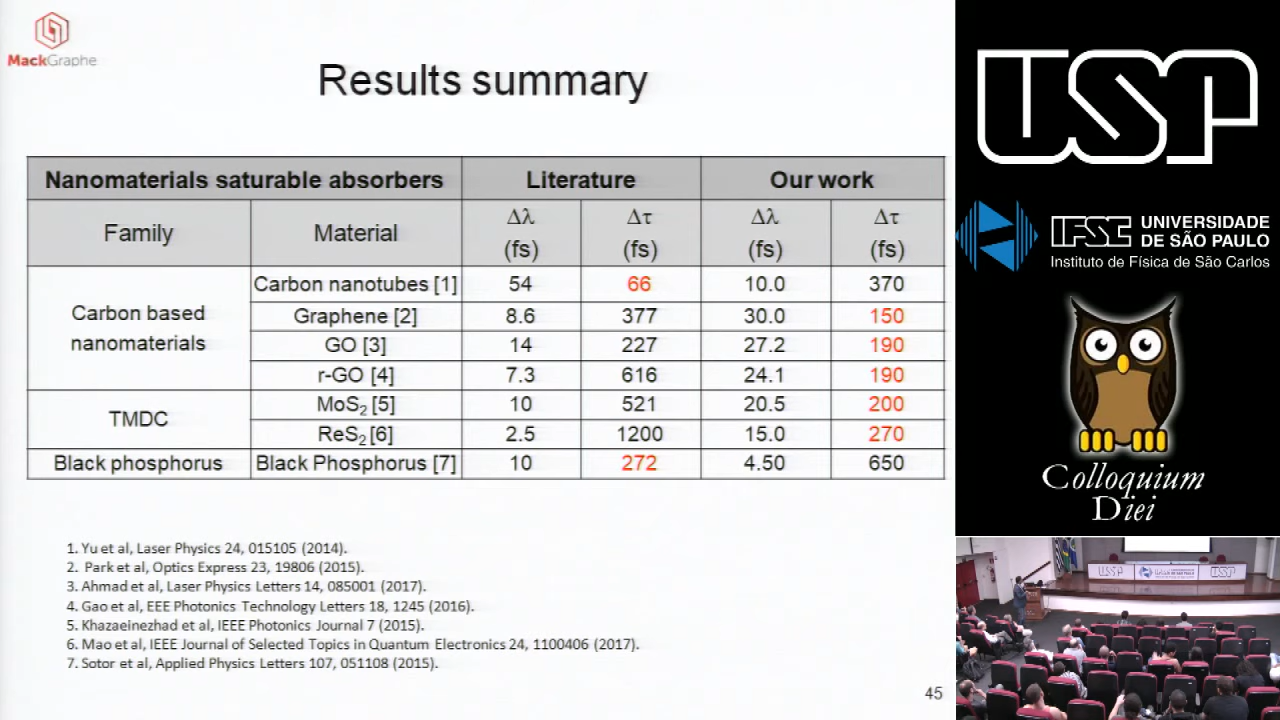 MackGraphe
Results summary
Nanomaterials saturable absorbers Literature Our work
Family Material Δλ (fs) Δτ (fs) Δλ (fs) Δτ (fs)
Carbon based nanomaterials Carbon nanotubes [1] 54 66 10.0 370
Graphene [2] 8.6 377 30.0 150
GO [3] 14 227 27.2 190
r-GO [4] 7.3 616 24.1 190
TMDC MoS₂ [5] 10 521 20.5 200
ReS₂ [6] 2.5 1200 15.0 270
Black phosphorus Black Phosphorus [7] 10 272 4.50 650
1. Yu et al, Laser Physics 24, 015105 (2014).
2. Park et al, Optics Express 23, 19806 (2015).
3. Ahmad et al, Laser Physics Letters 14, 085001 (2017).
4. Gao et al, EEE Photonics Technology Letters 18, 1245 (2016).
5. Khazaeinezhad et al, IEEE Photonics Journal 7 (2015).
6. Mao et al, IEEE Journal of Selected Topics in Quantum Electronics 24, 1100406 (2017).
7. Sotor et al, Applied Physics Letters 107, 051108 (2015).
45
USP
IFSC UNIVERSIDADE
DE SÃO PAULO
Instituto de Física de São Carlos
Colloquium
Diei
USP